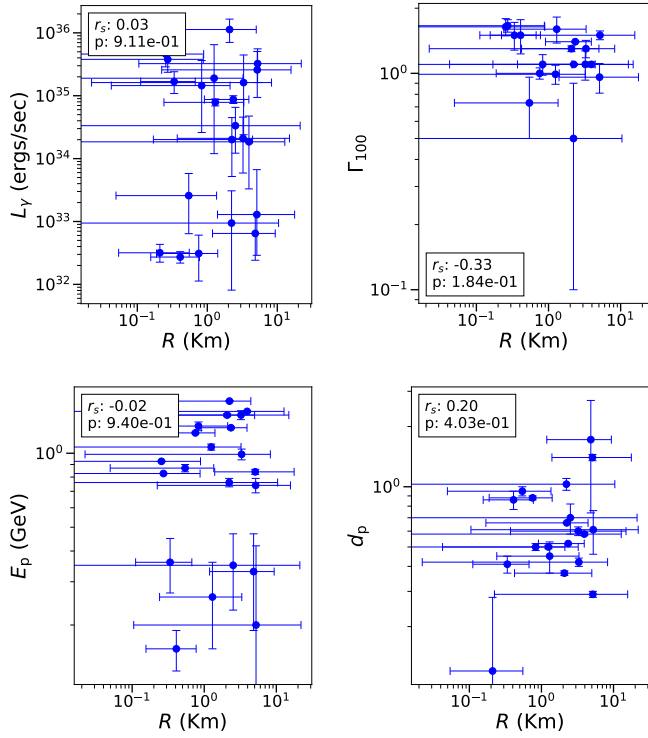 r_s: 0.03
p: 9.11e-01
10^36
10^35
10^34
10^33
10^32
L_γ (ergs/sec)
10^−1
10^0
10^1
R (Km)
r_s: -0.33
p: 1.84e-01
10^0
10^−1
Γ_100
10^−1
10^0
10^1
R (Km)
r_s: -0.02
p: 9.40e-01
10^0
E_p (GeV)
10^−1
10^0
10^1
R (Km)
r_s: 0.20
p: 4.03e-01
10^0
d_p
10^−1
10^0
10^1
R (Km)